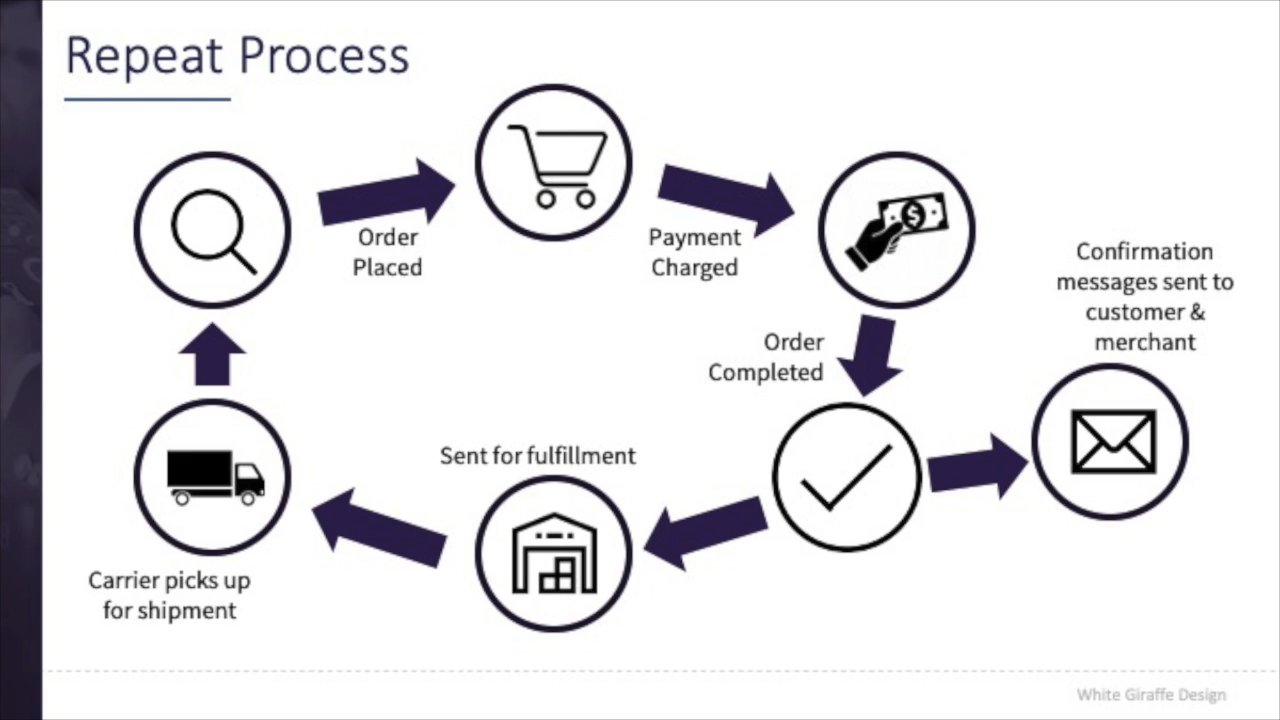 Repeat Process
Order
Placed
Payment
Charged
Confirmation
messages sent to
customer &
merchant
Order
Completed
Sent for fulfillment
Carrier picks up
for shipment
White Giraffe Design